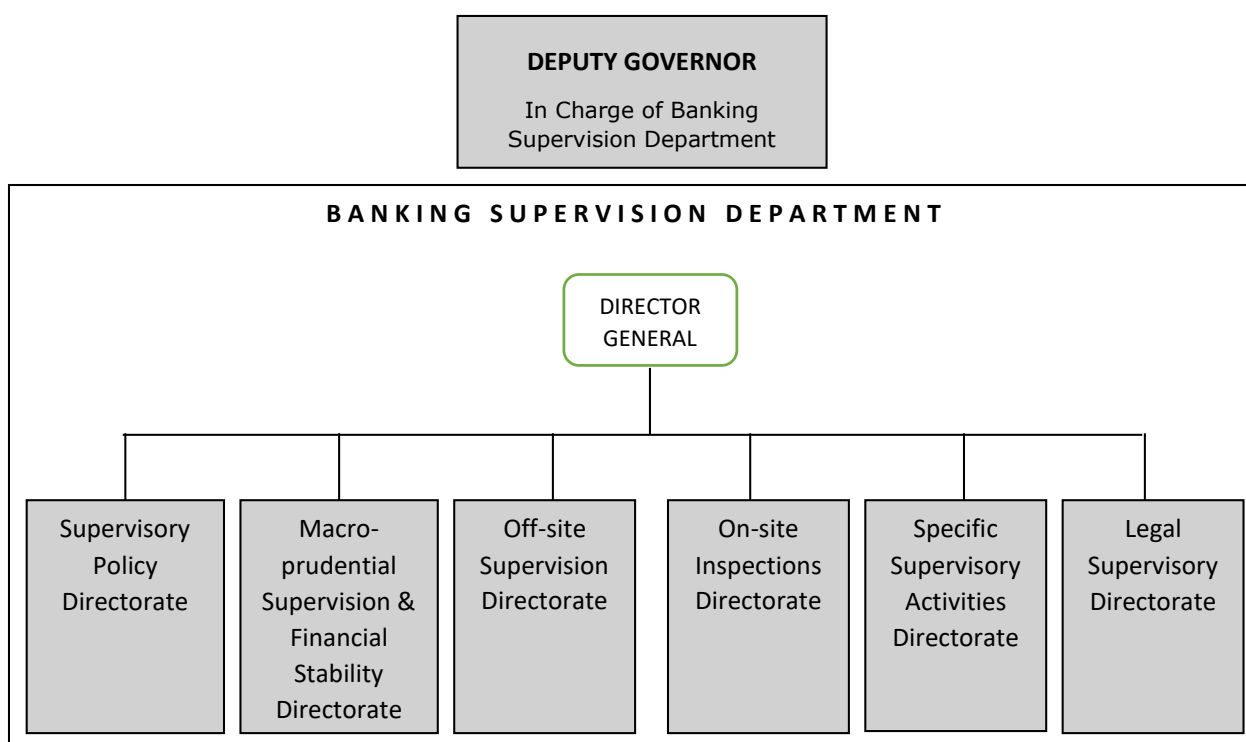 DEPUTY GOVERNOR
In Charge of Banking
Supervision Department
BANKING SUPERVISION DEPARTMENT
DIRECTOR
GENERAL
Supervisory
Policy
Directorate
Macro-
prudential
Supervision &
Financial
Stability
Directorate
Off-site
Supervision
Directorate
On-site
Inspections
Directorate
Specific
Supervisory
Activities
Directorate
Legal
Supervisory
Directorate